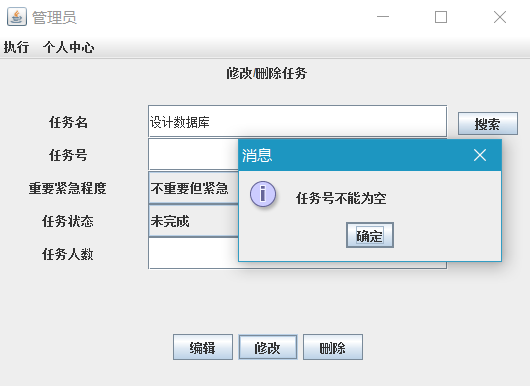 管理员
执行 个人中心
修改/删除任务
任务名 设计数据库 搜索
任务号
重要紧急程度 不重要但紧急
任务状态 未完成
任务人数
消息
任务号不能为空
确定
编辑 修改 删除